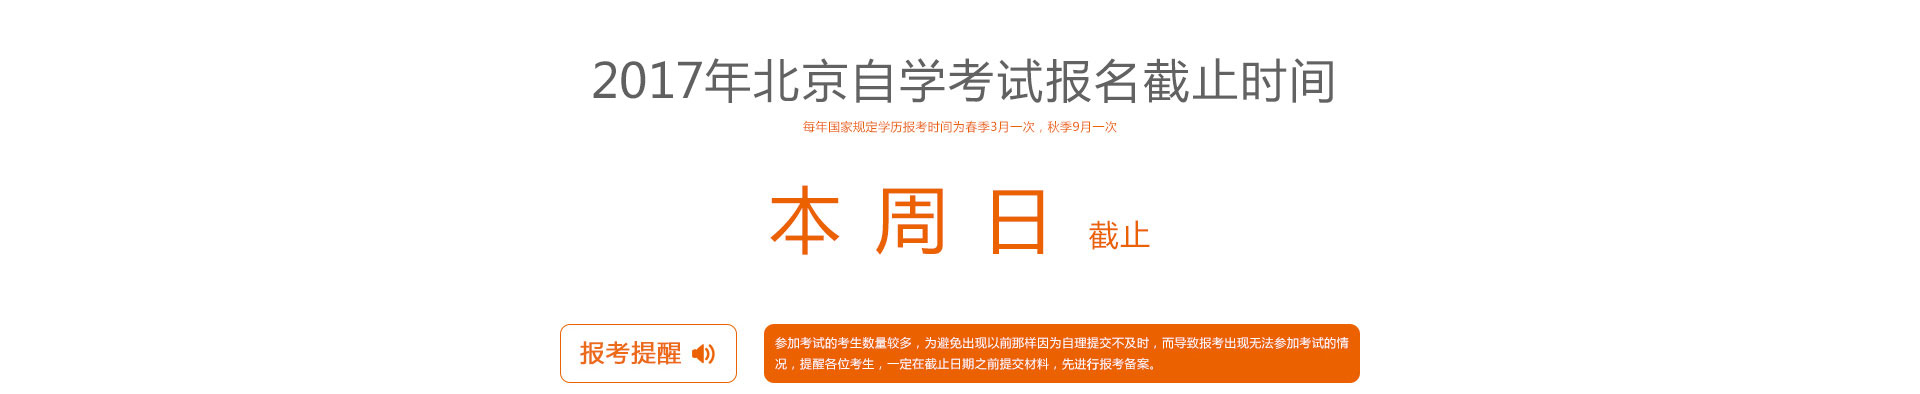 2017年北京自学考试报名截止时间
每年国家规定学历报考时间为春季3月一次，秋季9月一次
本周日 截止
报考提醒
参加考试的考生数量较多，为避免出现以前那样因为自理提交不及时，而导致报考出现无法参加考试的情
况，提醒各位考生，一定在截止日期之前提交材料，先进行报考备案。